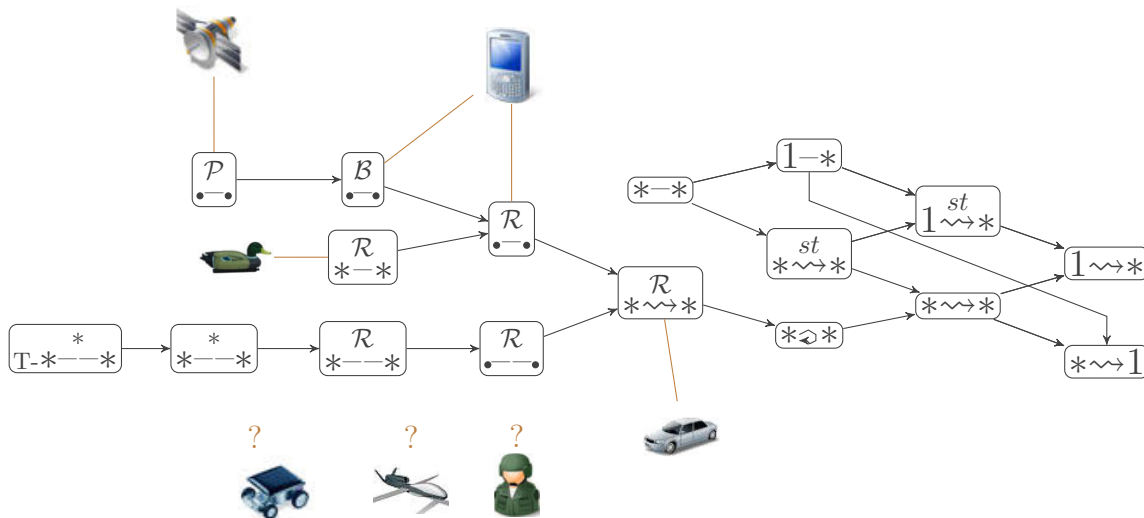 𝒫
•—•
ℬ
•—•
ℛ
•—•
ℛ
∗—∗
1—∗
∗—∗
st
1⇝∗
st
∗⇝∗
1⇝∗
ℛ
∗⇝∗
∗⇝∗
∗ ∗
∗⇝1
∗
T-∗——∗
∗
∗——∗
ℛ
∗——∗
ℛ
•——•
?
?
?